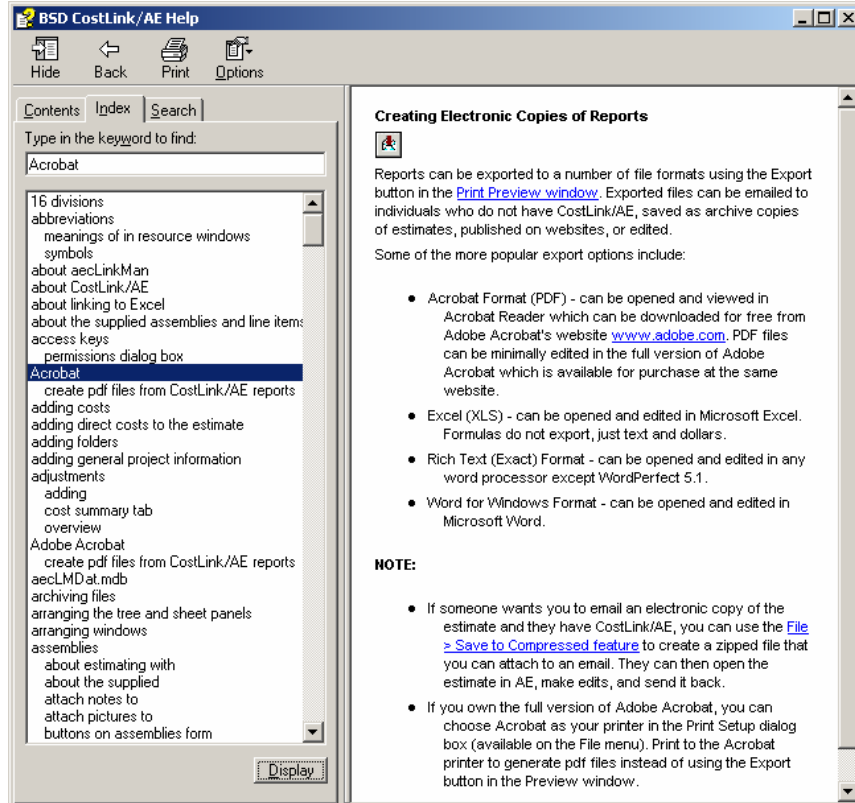 BSD CostLink/AE Help
Hide Back Print Options
Contents Index Search
Type in the keyword to find:
Acrobat
16 divisions
abbreviations
meanings of in resource windows
symbols
about aecLinkMan
about CostLink/AE
about linking to Excel
about the supplied assemblies and line items
access keys
permissions dialog box
Acrobat
create pdf files from CostLink/AE reports
adding costs
adding direct costs to the estimate
adding folders
adding general project information
adjustments
adding
cost summary tab
overview
Adobe Acrobat
create pdf files from CostLink/AE reports
aecLMDat.mdb
archiving files
arranging the tree and sheet panels
arranging windows
assemblies
about estimating with
about the supplied
attach notes to
attach pictures to
buttons on assemblies form
Display
Creating Electronic Copies of Reports
Reports can be exported to a number of file formats using the Export
button in the Print Preview window. Exported files can be emailed to
individuals who do not have CostLink/AE, saved as archive copies
of estimates, published on websites, or edited.
Some of the more popular export options include:
● Acrobat Format (PDF) - can be opened and viewed in
Acrobat Reader which can be downloaded for free from
Adobe Acrobat's website www.adobe.com. PDF files
can be minimally edited in the full version of Adobe
Acrobat which is available for purchase at the same
website.
● Excel (XLS) - can be opened and edited in Microsoft Excel.
Formulas do not export, just text and dollars.
● Rich Text (Exact) Format - can be opened and edited in any
word processor except WordPerfect 5.1.
● Word for Windows Format - can be opened and edited in
Microsoft Word.
NOTE:
● If someone wants you to email an electronic copy of the
estimate and they have CostLink/AE, you can use the File
> Save to Compressed feature to create a zipped file that
you can attach to an email. They can then open the
estimate in AE, make edits, and send it back.
● If you own the full version of Adobe Acrobat, you can
choose Acrobat as your printer in the Print Setup dialog
box (available on the File menu). Print to the Acrobat
printer to generate pdf files instead of using the Export
button in the Preview window.